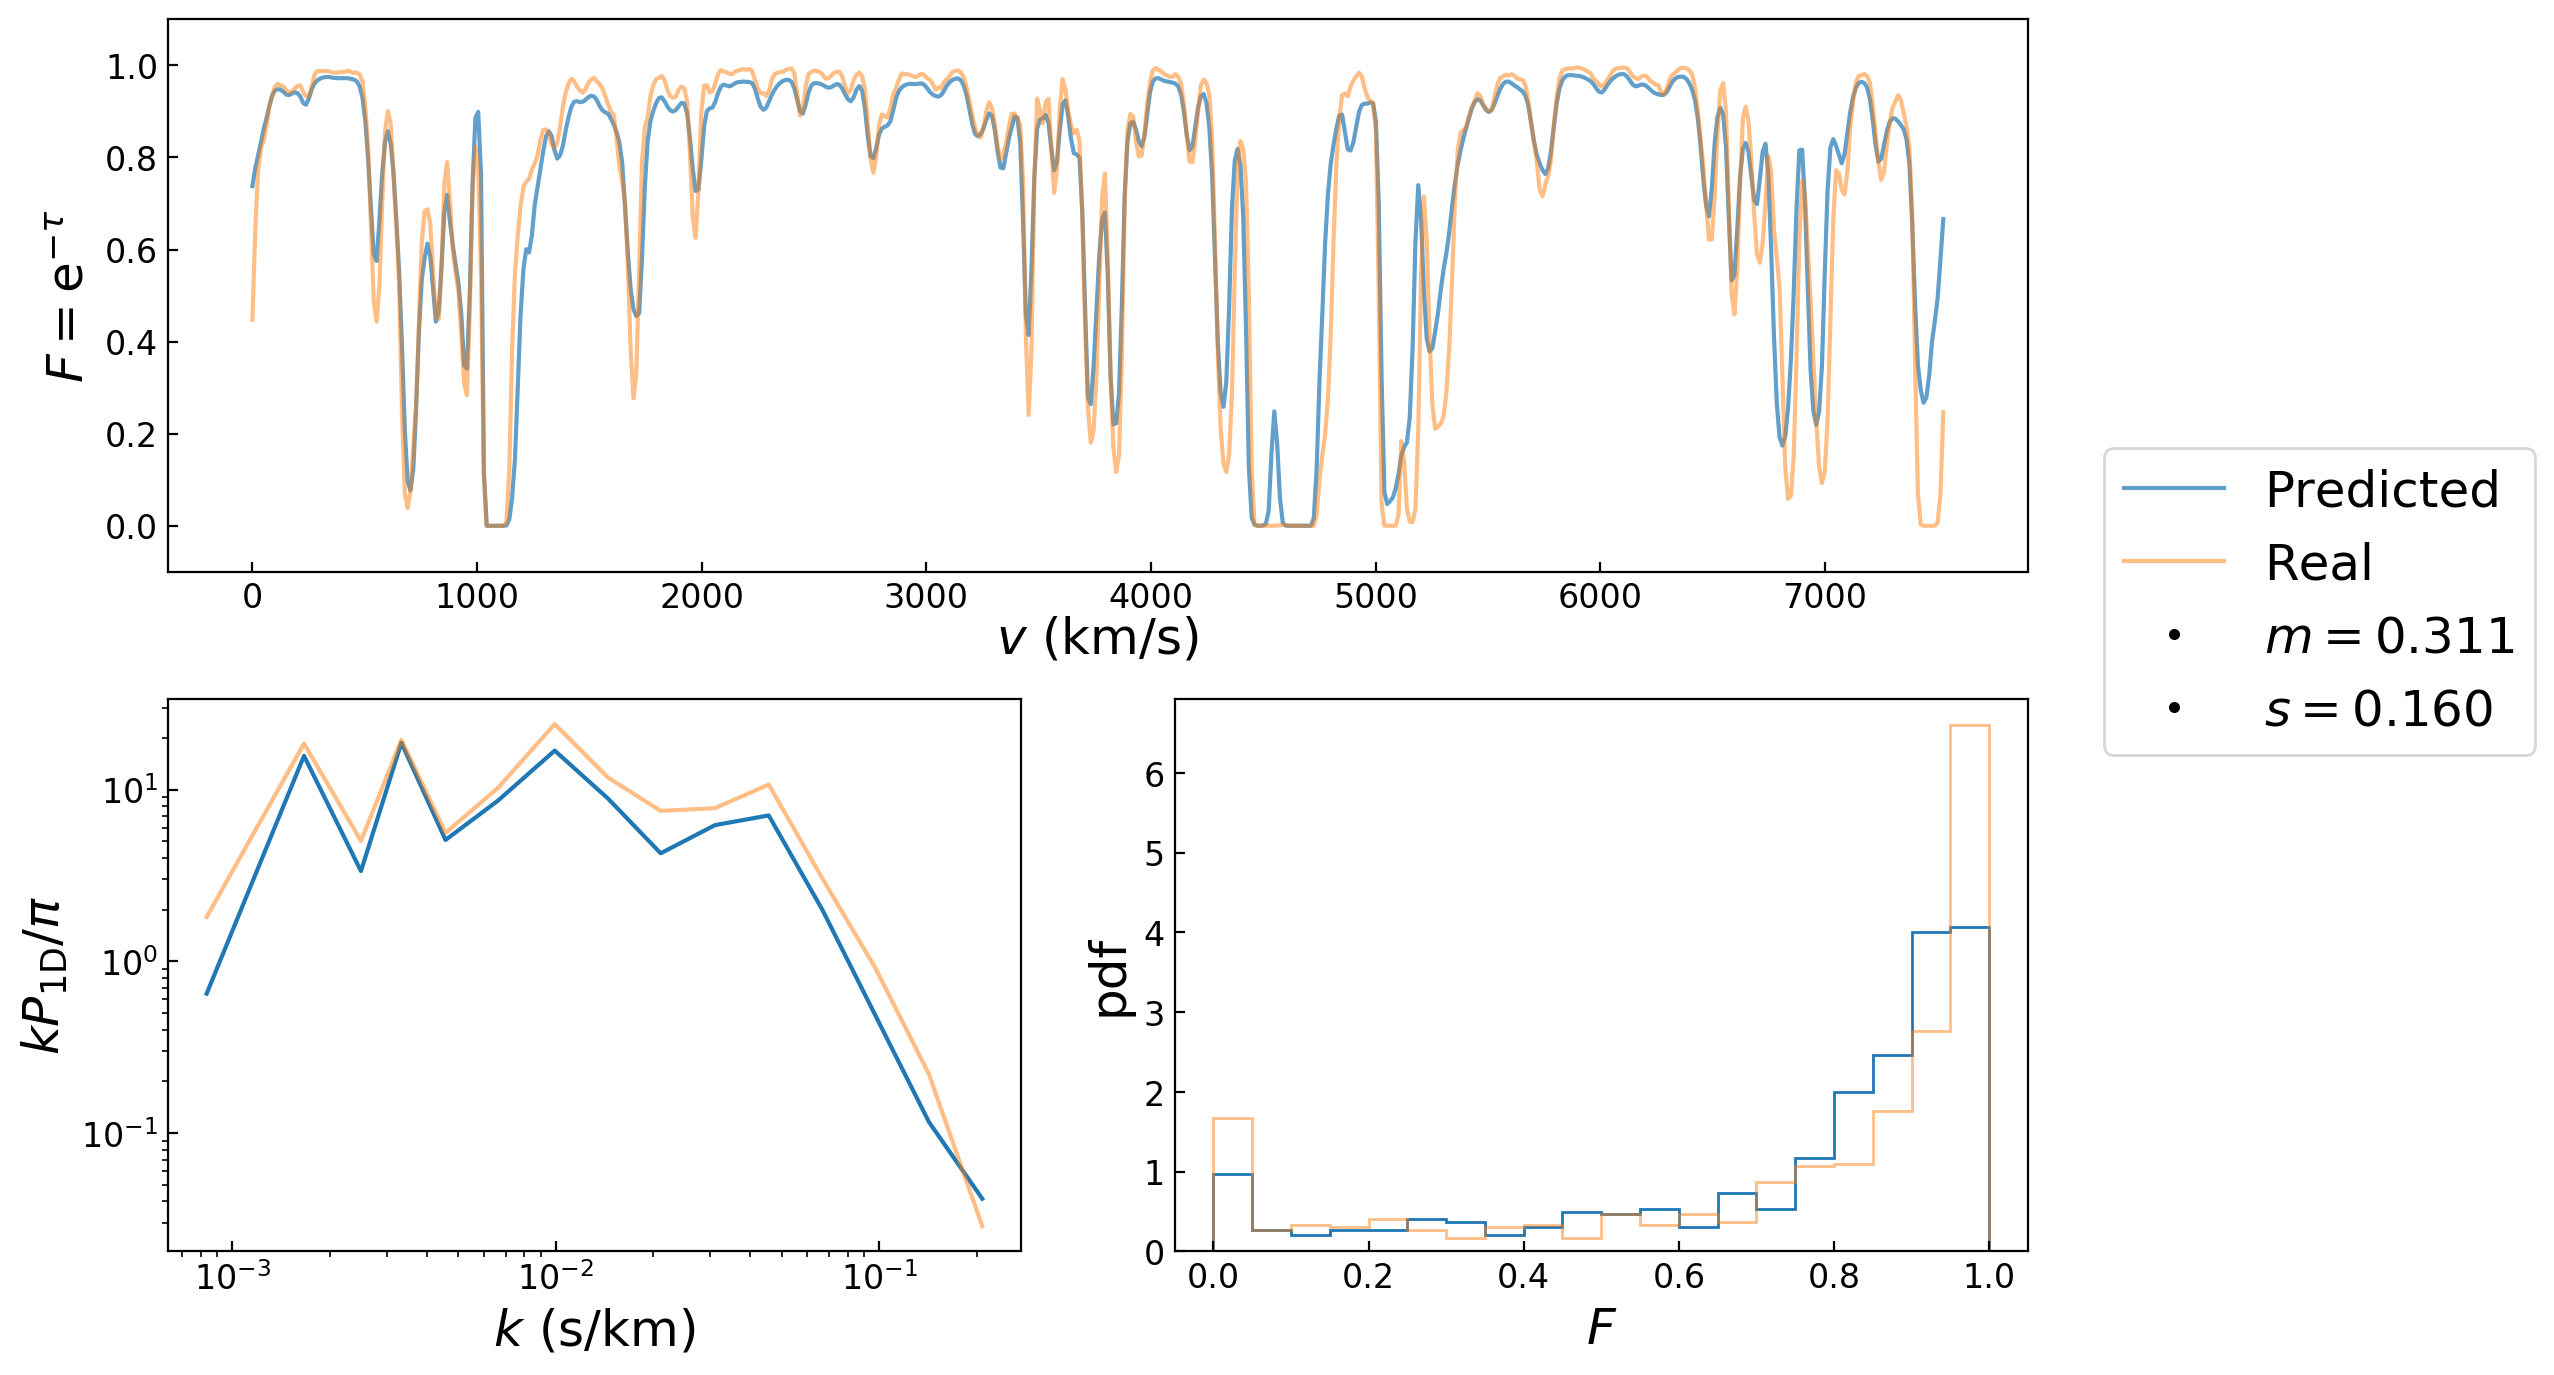 1.0
0.8
0.6
0.4
0.2
0.0
F = e^{−τ}
0 1000 2000 3000 4000 5000 6000 7000
v (km/s)
Predicted
Real
m = 0.311
s = 0.160
10^1
10^0
10^{−1}
kP_{1D}/π
10^{−3} 10^{−2} 10^{−1}
k (s/km)
6
5
4
3
2
1
0
pdf
0.0 0.2 0.4 0.6 0.8 1.0
F